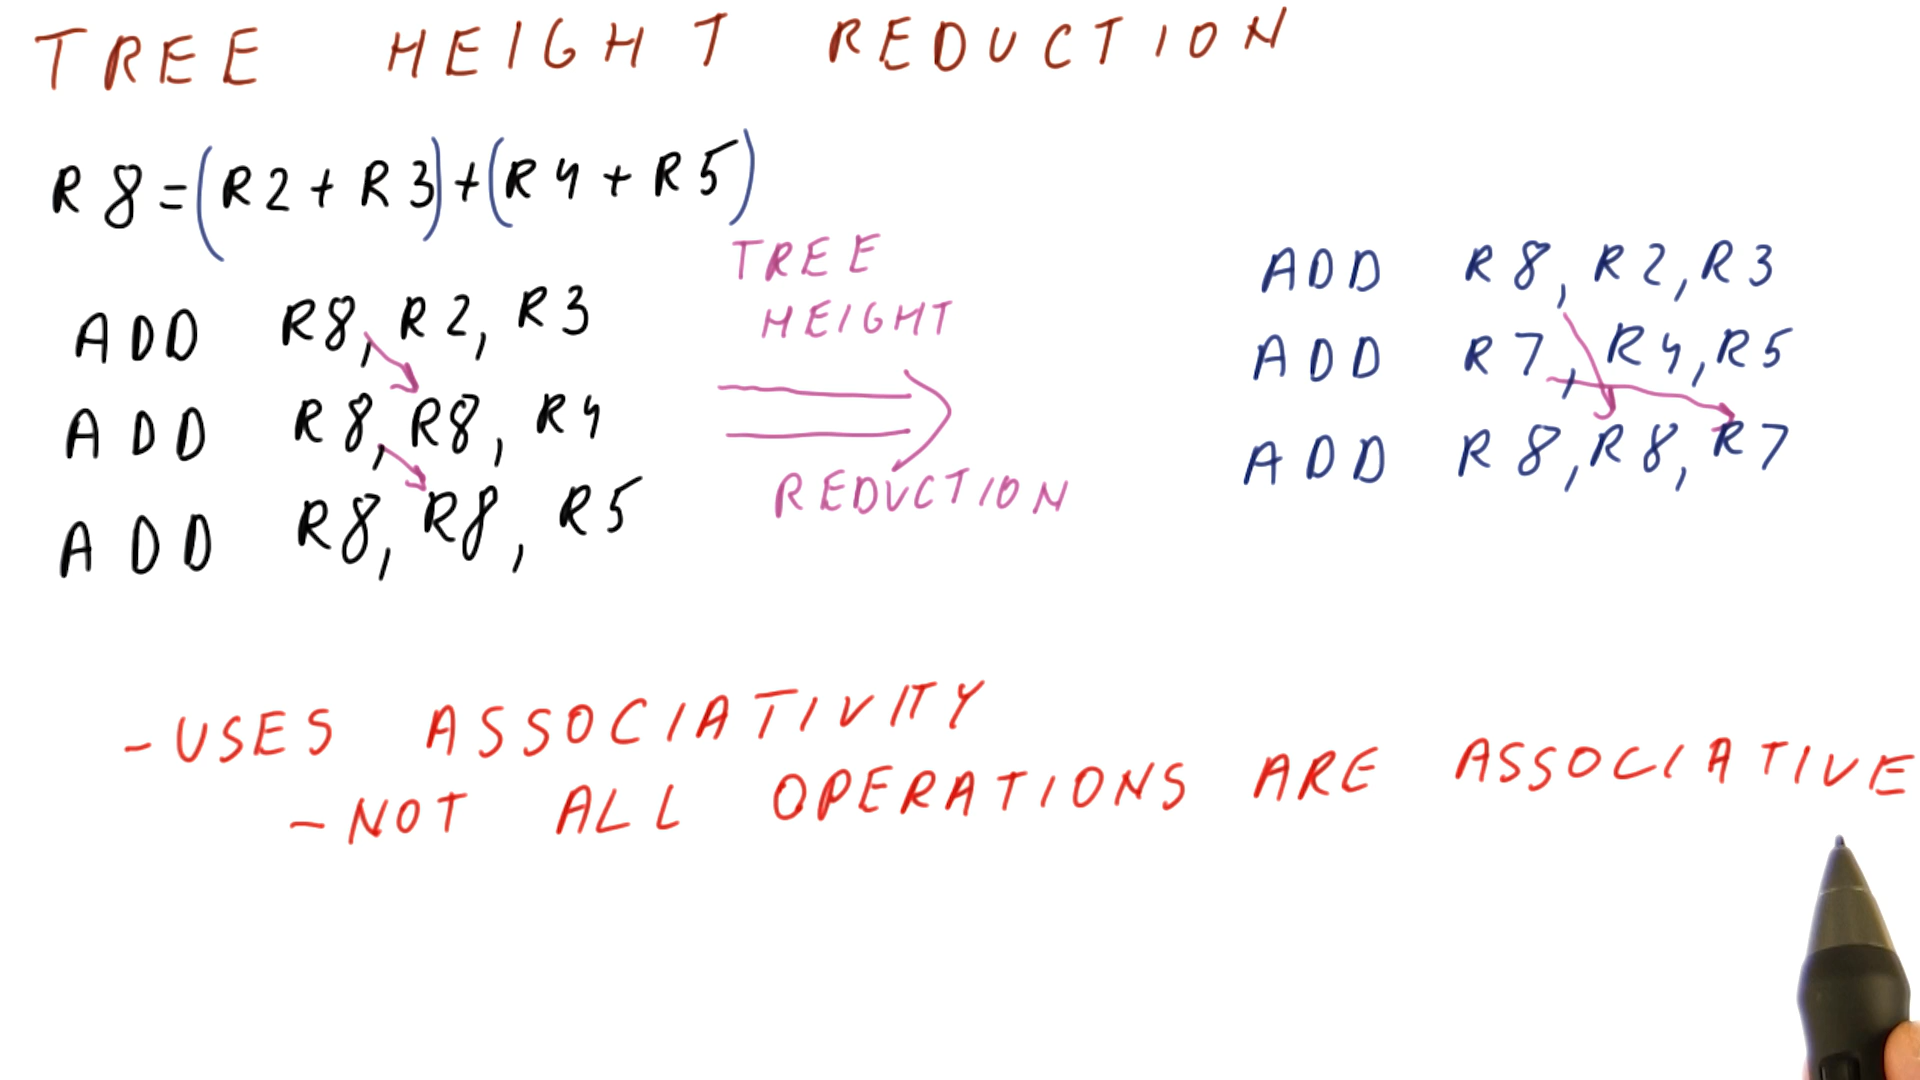 TREE HEIGHT REDUCTION
R8=(R2+R3)+(R4+R5)
ADD R8, R2, R3
ADD R8, R8, R4
ADD R8, R8, R5
TREE
HEIGHT
REDUCTION
ADD R8, R2, R3
ADD R7, R4, R5
ADD R8, R8, R7
- USES ASSOCIATIVITY
- NOT ALL OPERATIONS ARE ASSOCIATIVE